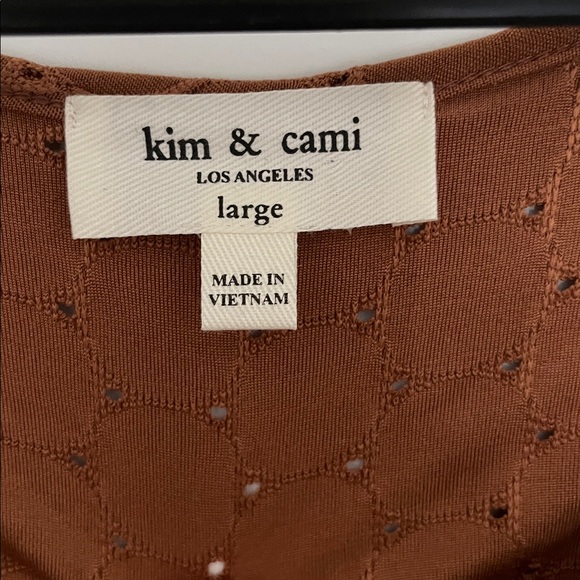 kim & cami
LOS ANGELES
large
MADE IN
VIETNAM